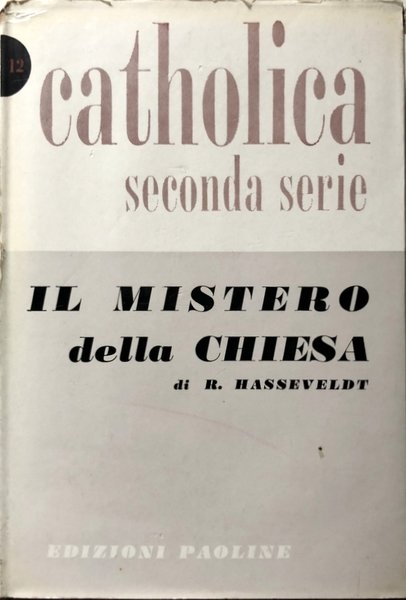 12
catholica
seconda serie
IL MISTERO
della CHIESA
di R. HASSEVELDT
EDIZIONI PAOLINE